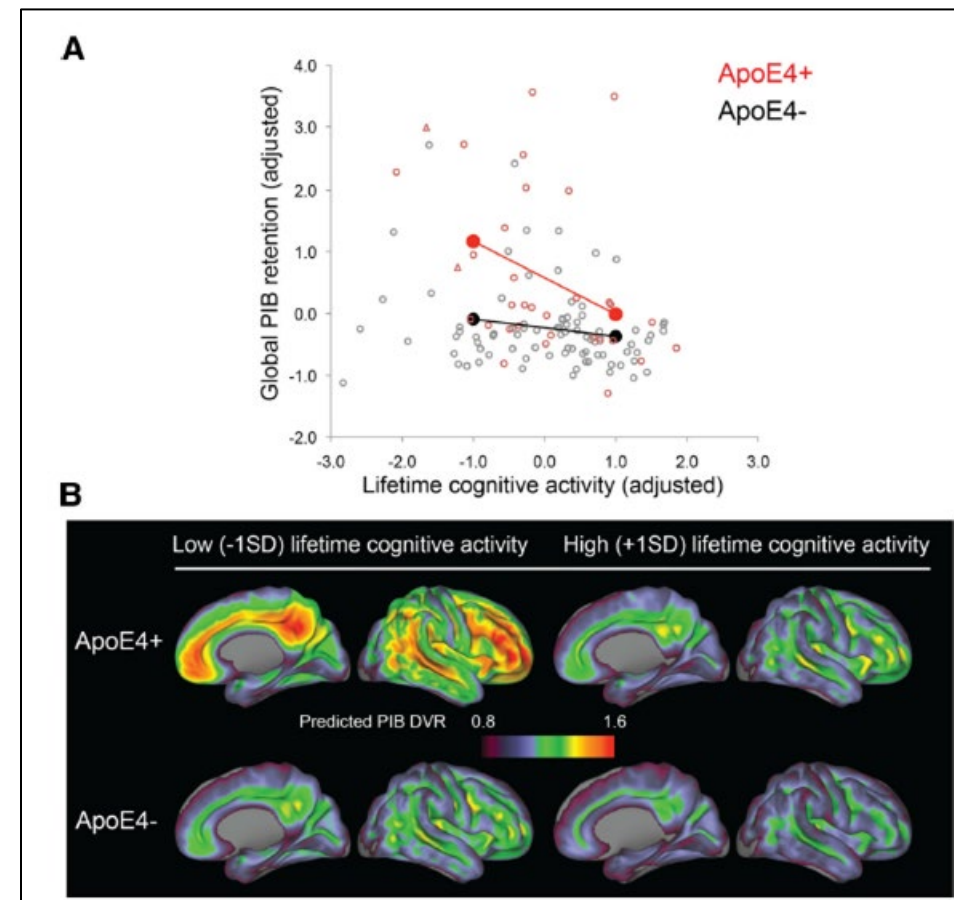 A
ApoE4+
ApoE4-
Global PIB retention (adjusted)
4.0
3.0
2.0
1.0
0.0
-1.0
-2.0
-3.0 -2.0 -1.0 0.0 1.0 2.0 3.0
Lifetime cognitive activity (adjusted)
B
Low (-1SD) lifetime cognitive activity High (+1SD) lifetime cognitive activity
ApoE4+
Predicted PIB DVR 0.8 1.6
ApoE4-